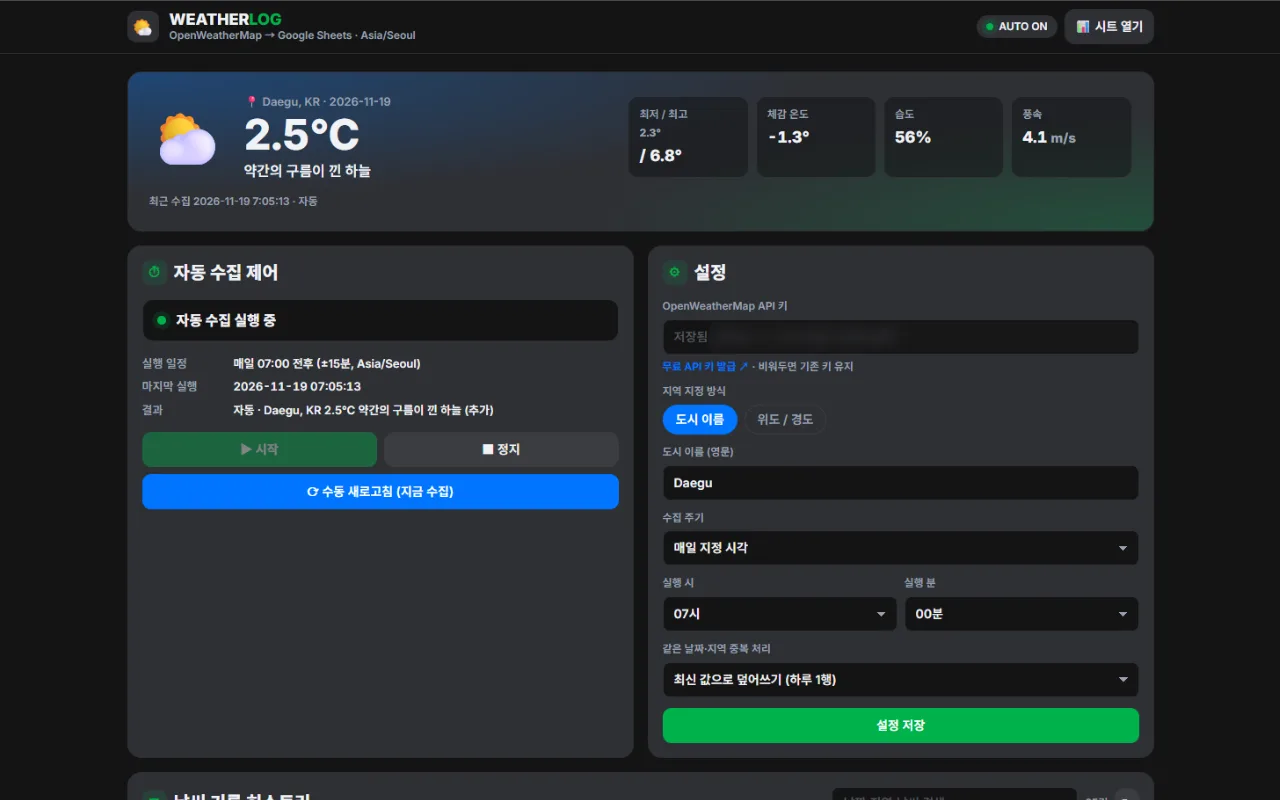 WEATHERLOG
OpenWeatherMap → Google Sheets · Asia/Seoul
AUTO ON
시트 열기
Daegu, KR · 2026-11-19
2.5°C
약간의 구름이 낀 하늘
최근 수집 2026-11-19 7:05:13 · 자동
최저 / 최고
2.3°
/ 6.8°
체감 온도
-1.3°
습도
56%
풍속
4.1 m/s
자동 수집 제어
자동 수집 실행 중
실행 일정 매일 07:00 전후 (±15분, Asia/Seoul)
마지막 실행 2026-11-19 07:05:13
결과 자동 · Daegu, KR 2.5°C 약간의 구름이 낀 하늘 (추가)
▶ 시작
■ 정지
⟳ 수동 새로고침 (지금 수집)
설정
OpenWeatherMap API 키
저장됨
무료 API 키 발급 ↗ · 비워두면 기존 키 유지
지역 지정 방식
도시 이름
위도 / 경도
도시 이름 (영문)
Daegu
수집 주기
매일 지정 시각
실행 시
07시
실행 분
00분
같은 날짜·지역 중복 처리
최신 값으로 덮어쓰기 (하루 1행)
설정 저장